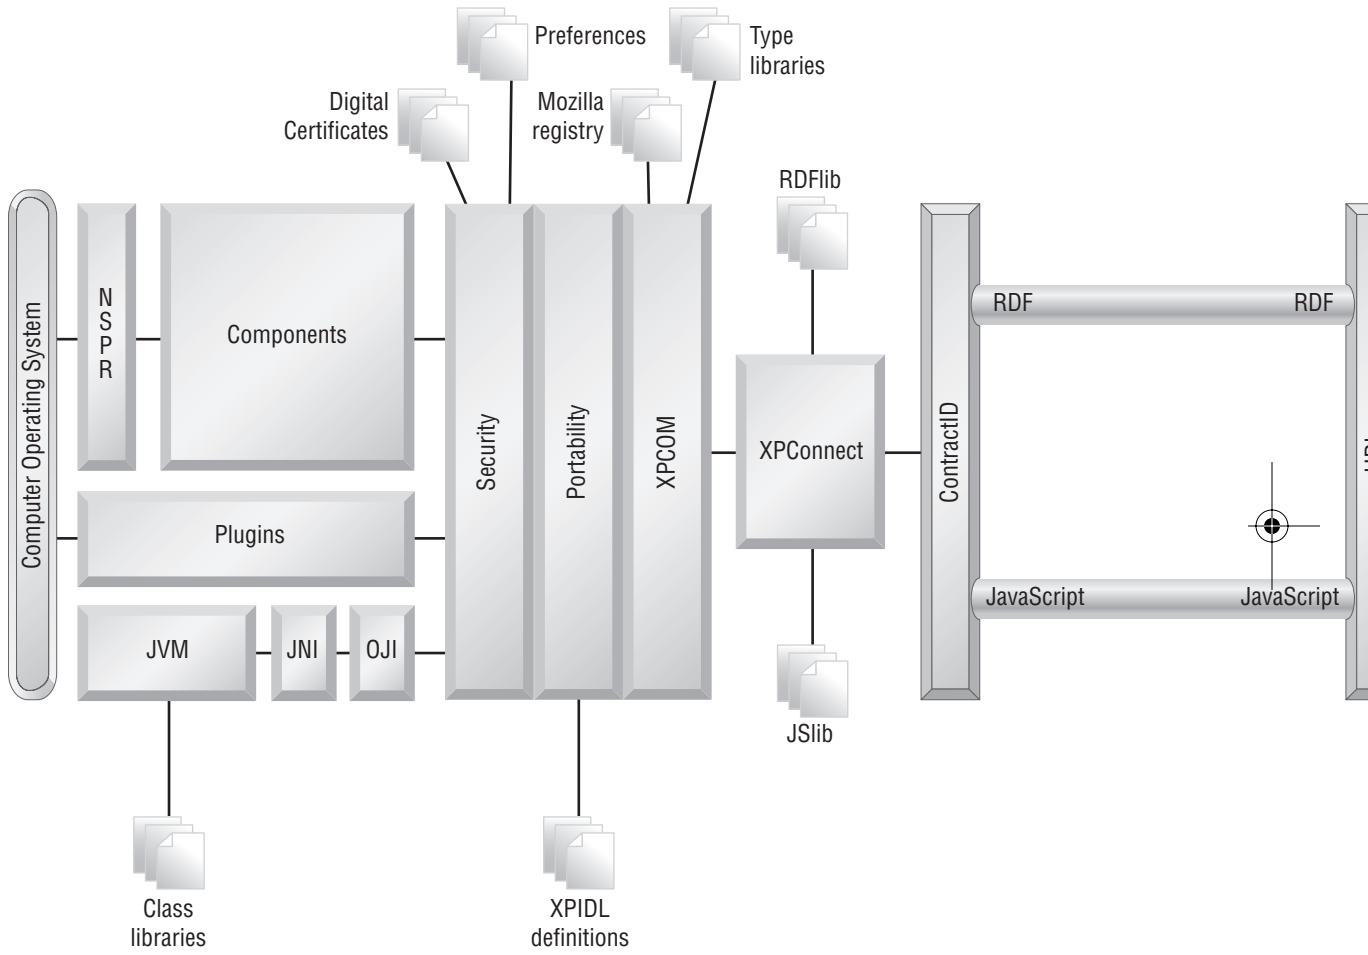 Preferences
Type
libraries
Digital
Certificates
Mozilla
registry
RDFlib
Computer Operating System
NSPR
Components
Security
Portability
XPCOM
XPConnect
ContractID
RDF
RDF
Plugins
JavaScript
JavaScript
JVM
JNI
OJI
JSlib
Class
libraries
XPIDL
definitions